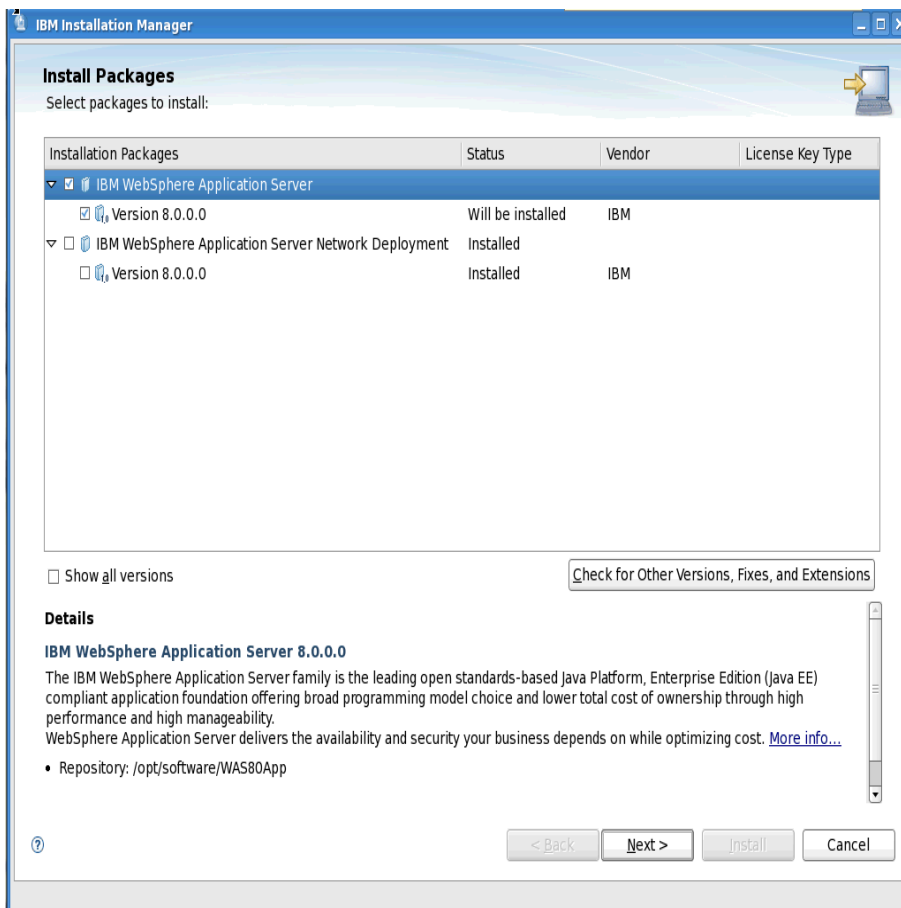 IBM Installation Manager
Install Packages
Select packages to install:
Installation Packages Status Vendor License Key Type
IBM WebSphere Application Server
Version 8.0.0.0 Will be installed IBM
IBM WebSphere Application Server Network Deployment Installed
Version 8.0.0.0 Installed IBM
Show all versions Check for Other Versions, Fixes, and Extensions
Details
IBM WebSphere Application Server 8.0.0.0
The IBM WebSphere Application Server family is the leading open standards-based Java Platform, Enterprise Edition (Java EE)
compliant application foundation offering broad programming model choice and lower total cost of ownership through high
performance and high manageability.
WebSphere Application Server delivers the availability and security your business depends on while optimizing cost. More info...
• Repository: /opt/software/WAS80App
? < Back Next > Install Cancel